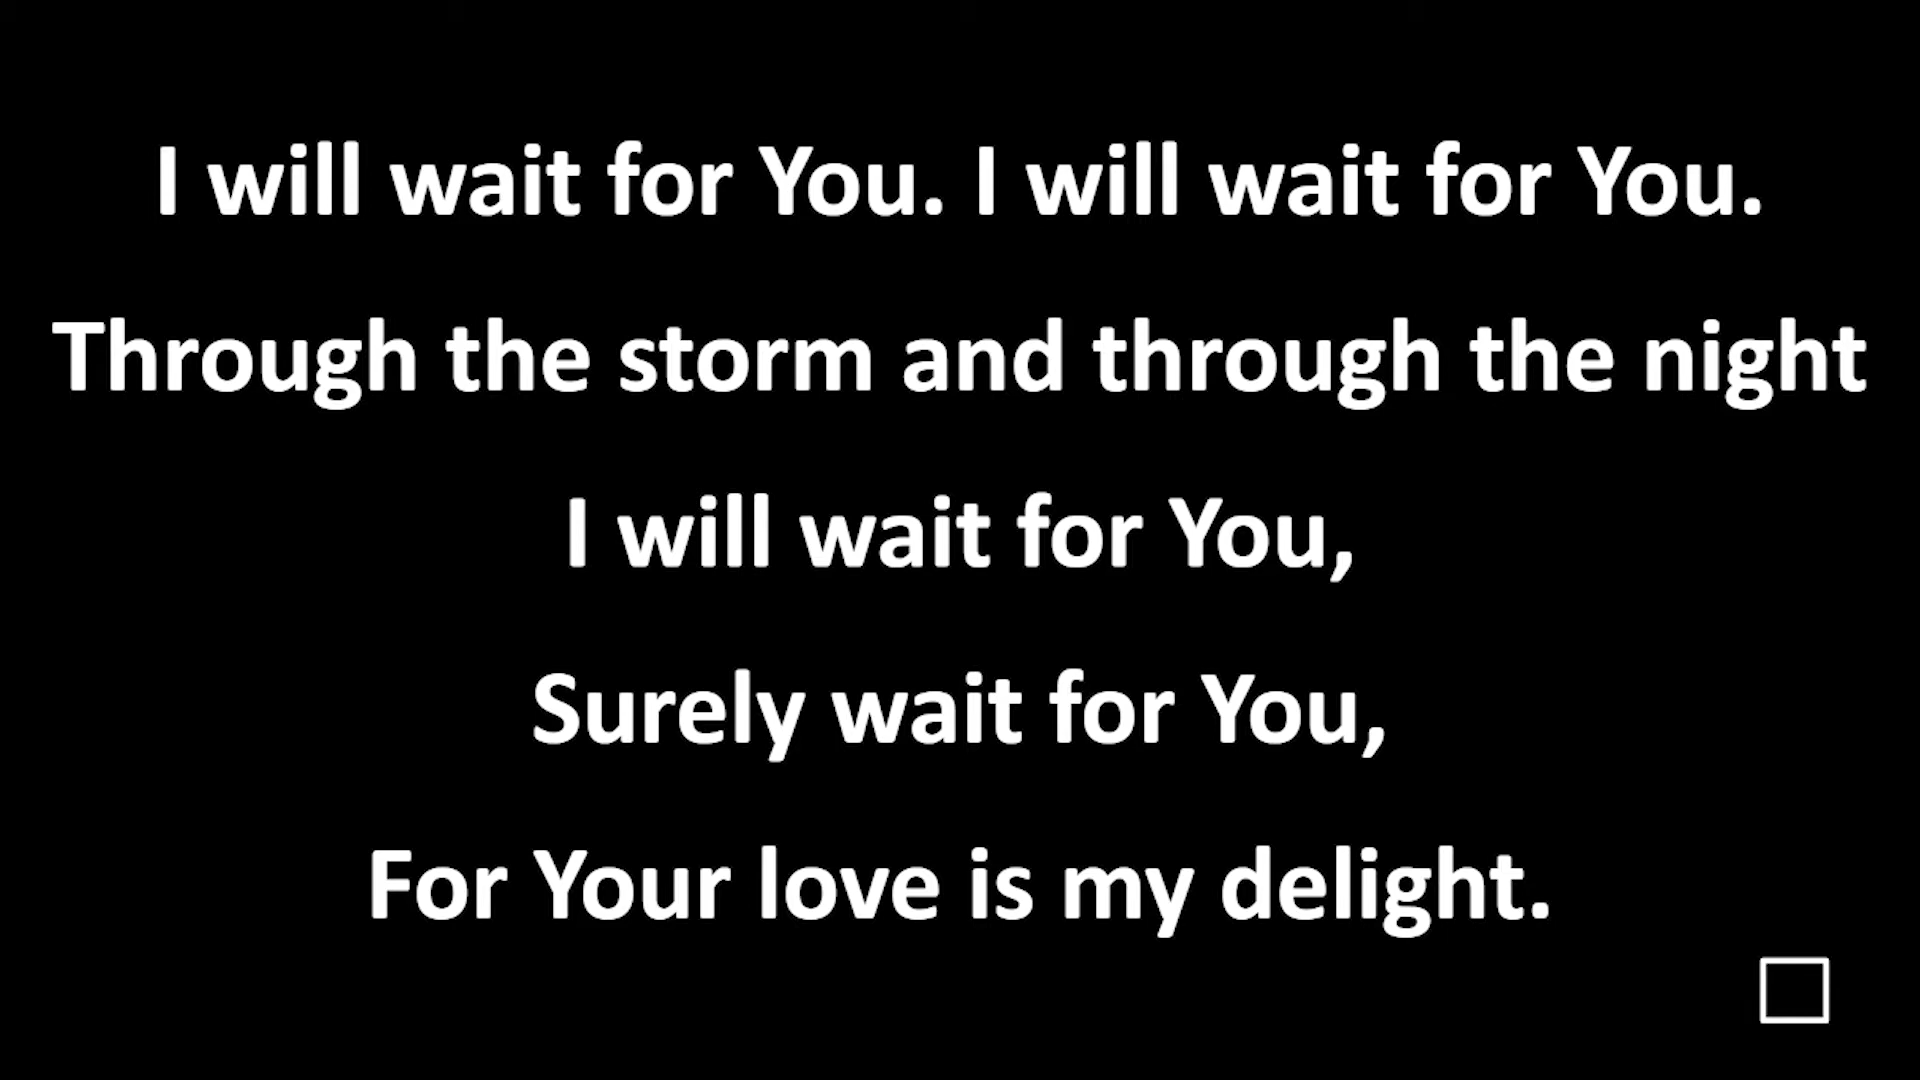 I will wait for You. I will wait for You.
Through the storm and through the night
I will wait for You,
Surely wait for You,
For Your love is my delight.